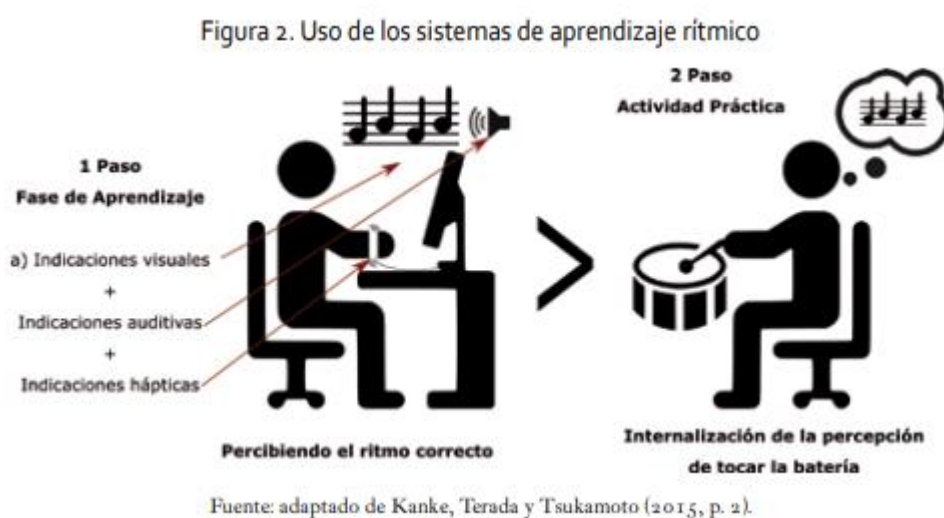 Figura 2. Uso de los sistemas de aprendizaje rítmico
1 Paso
Fase de Aprendizaje
a) Indicaciones visuales
+
Indicaciones auditivas
+
Indicaciones hápticas
Percibiendo el ritmo correcto
>
2 Paso
Actividad Práctica
Internalización de la percepción
de tocar la batería
Fuente: adaptado de Kanke, Terada y Tsukamoto (2015, p. 2).